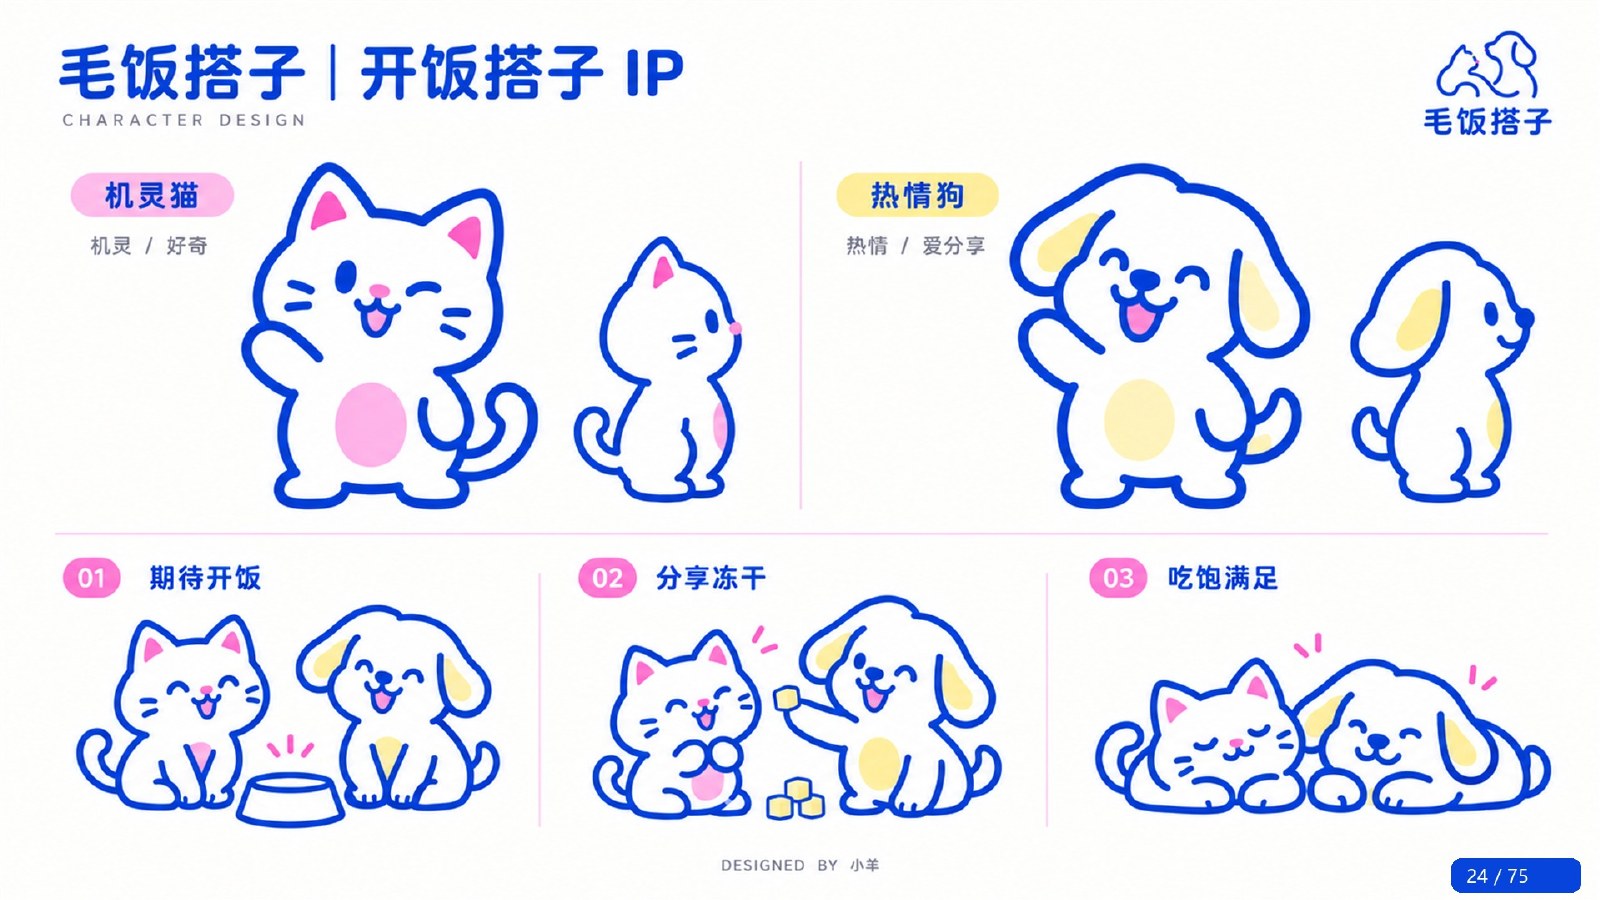 毛饭搭子 | 开饭搭子 IP
CHARACTER DESIGN
毛饭搭子
机灵猫
机灵 / 好奇
热情狗
热情 / 爱分享
01 期待开饭
02 分享冻干
03 吃饱满足
DESIGNED BY 小羊
24 / 75